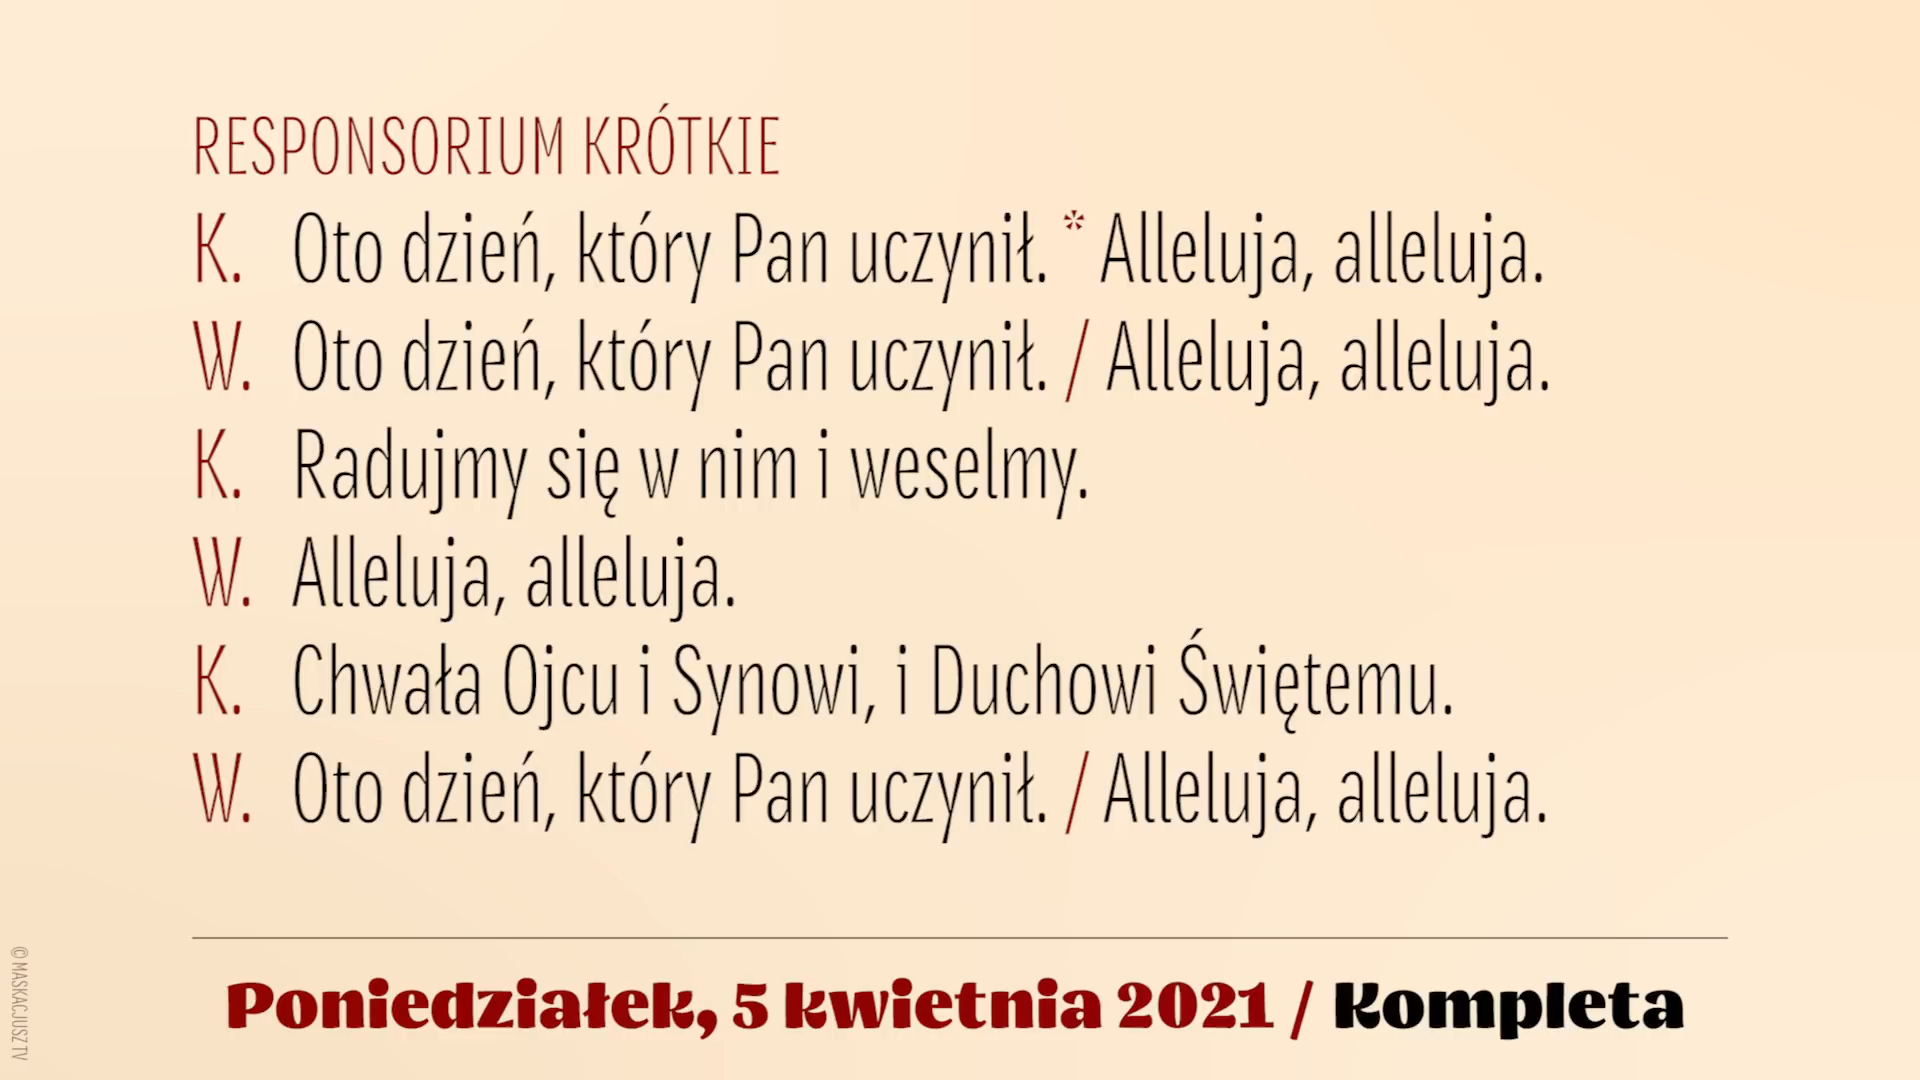 RESPONSORIUM KRÓTKIE
K. Oto dzień, który Pan uczynił. * Alleluja, alleluja.
W. Oto dzień, który Pan uczynił. / Alleluja, alleluja.
K. Radujmy się w nim i weselmy.
W. Alleluja, alleluja.
K. Chwała Ojcu i Synowi, i Duchowi Świętemu.
W. Oto dzień, który Pan uczynił. / Alleluja, alleluja.
Poniedziałek, 5 kwietnia 2021 / Kompleta
© MASKACJUSZ TV